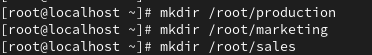 [root@localhost ~]# mkdir /root/production
[root@localhost ~]# mkdir /root/marketing
[root@localhost ~]# mkdir /root/sales